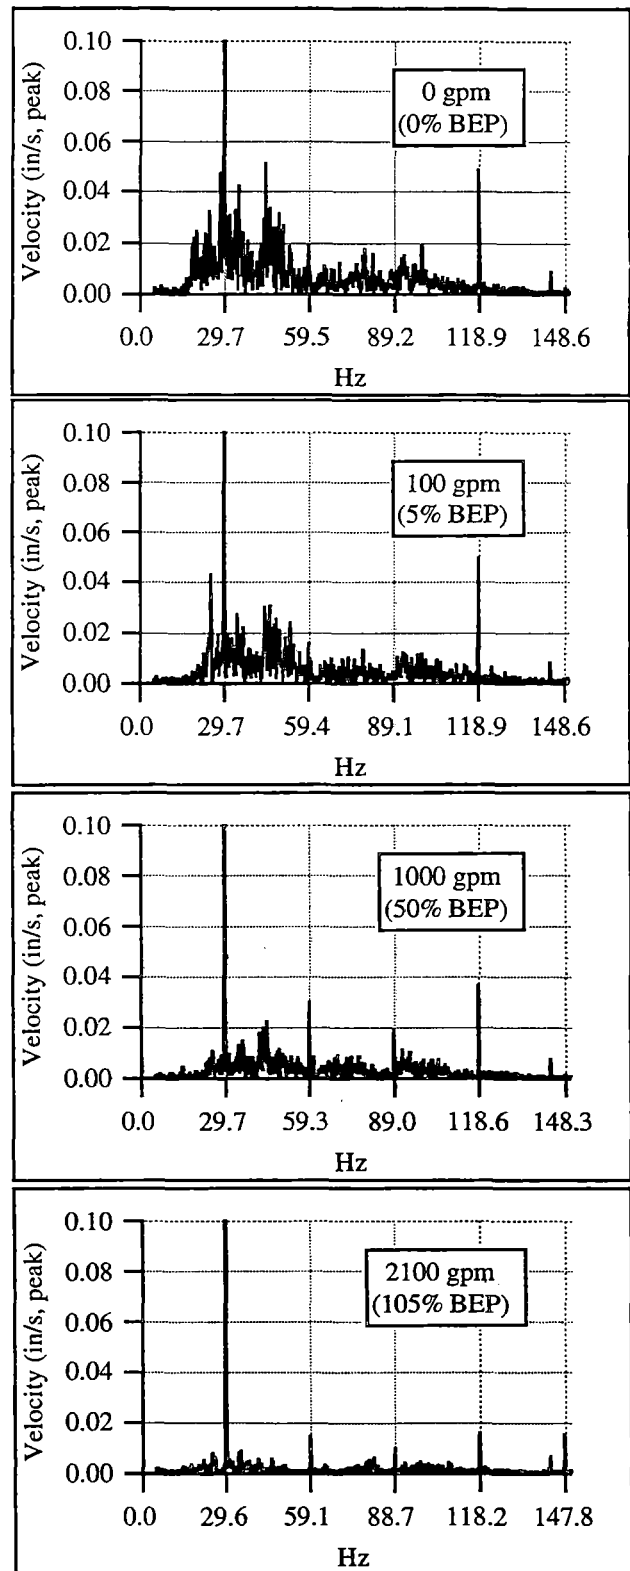 Velocity (in/s, peak)
0.10
0.08
0.06
0.04
0.02
0.00
0 gpm
(0% BEP)
0.0 29.7 59.5 89.2 118.9 148.6
Hz
Velocity (in/s, peak)
0.10
0.08
0.06
0.04
0.02
0.00
100 gpm
(5% BEP)
0.0 29.7 59.4 89.1 118.9 148.6
Hz
Velocity (in/s, peak)
0.10
0.08
0.06
0.04
0.02
0.00
1000 gpm
(50% BEP)
0.0 29.7 59.3 89.0 118.6 148.3
Hz
Velocity (in/s, peak)
0.10
0.08
0.06
0.04
0.02
0.00
2100 gpm
(105% BEP)
0.0 29.6 59.1 88.7 118.2 147.8
Hz